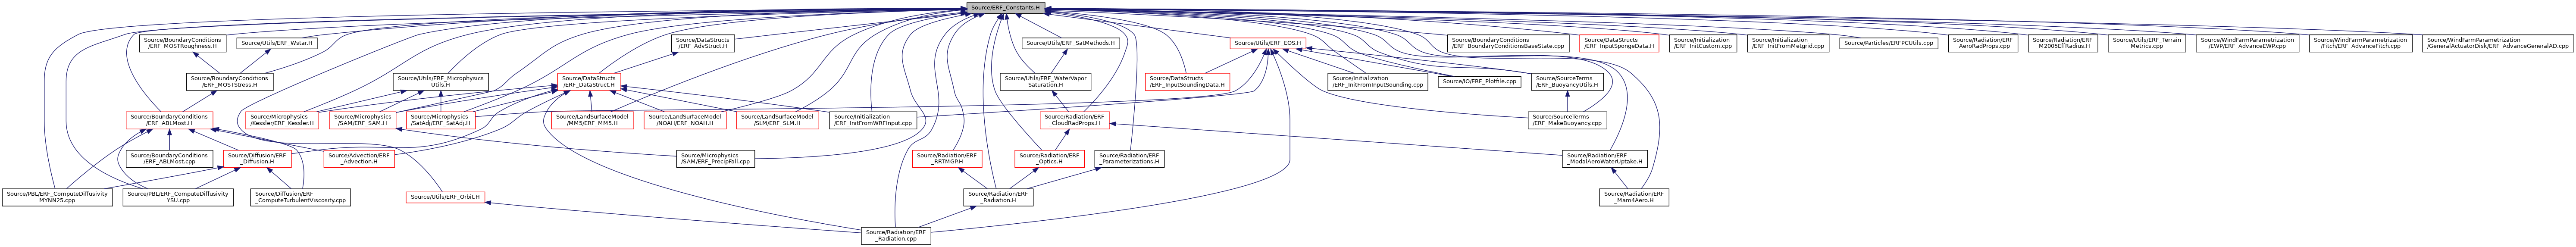 Source/ERF_Constants.H
Source/BoundaryConditions
/ERF_MOSTRoughness.H
Source/Utils/ERF_Wstar.H
Source/DataStructs
/ERF_AdvStruct.H
Source/Utils/ERF_SatMethods.H
Source/Utils/ERF_EOS.H
Source/BoundaryConditions
/ERF_BoundaryConditionsBaseState.cpp
Source/DataStructs
/ERF_InputSpongeData.H
Source/Initialization
/ERF_InitCustom.cpp
Source/Initialization
/ERF_InitFromMetgrid.cpp
Source/Particles/ERFPCUtils.cpp
Source/Radiation/ERF
_AeroRadProps.cpp
Source/Radiation/ERF
_M2005EffRadius.H
Source/Utils/ERF_Terrain
Metrics.cpp
Source/WindFarmParametrization
/EWP/ERF_AdvanceEWP.cpp
Source/WindFarmParametrization
/Fitch/ERF_AdvanceFitch.cpp
Source/WindFarmParametrization
/GeneralActuatorDisk/ERF_AdvanceGeneralAD.cpp
Source/BoundaryConditions
/ERF_MOSTStress.H
Source/Utils/ERF_Microphysics
Utils.H
Source/DataStructs
/ERF_DataStruct.H
Source/Utils/ERF_WaterVapor
Saturation.H
Source/DataStructs
/ERF_InputSoundingData.H
Source/Initialization
/ERF_InitFromInputSounding.cpp
Source/IO/ERF_Plotfile.cpp
Source/SourceTerms
/ERF_BuoyancyUtils.H
Source/BoundaryConditions
/ERF_ABLMost.H
Source/Microphysics
/Kessler/ERF_Kessler.H
Source/Microphysics
/SAM/ERF_SAM.H
Source/Microphysics
/SatAdj/ERF_SatAdj.H
Source/LandSurfaceModel
/MM5/ERF_MM5.H
Source/LandSurfaceModel
/NOAH/ERF_NOAH.H
Source/LandSurfaceModel
/SLM/ERF_SLM.H
Source/Initialization
/ERF_InitFromWRFInput.cpp
Source/Radiation/ERF
_CloudRadProps.H
Source/SourceTerms
/ERF_MakeBuoyancy.cpp
Source/BoundaryConditions
/ERF_ABLMost.cpp
Source/Diffusion/ERF
_Diffusion.H
Source/Advection/ERF
_Advection.H
Source/Microphysics
/SAM/ERF_PrecipFall.cpp
Source/Radiation/ERF
_RRTMGP.H
Source/Radiation/ERF
_Optics.H
Source/Radiation/ERF
_Parameterizations.H
Source/Radiation/ERF
_ModalAeroWaterUptake.H
Source/PBL/ERF_ComputeDiffusivity
MYNN25.cpp
Source/PBL/ERF_ComputeDiffusivity
YSU.cpp
Source/Diffusion/ERF
_ComputeTurbulentViscosity.cpp
Source/Utils/ERF_Orbit.H
Source/Radiation/ERF
_Radiation.H
Source/Radiation/ERF
_Mam4Aero.H
Source/Radiation/ERF
_Radiation.cpp